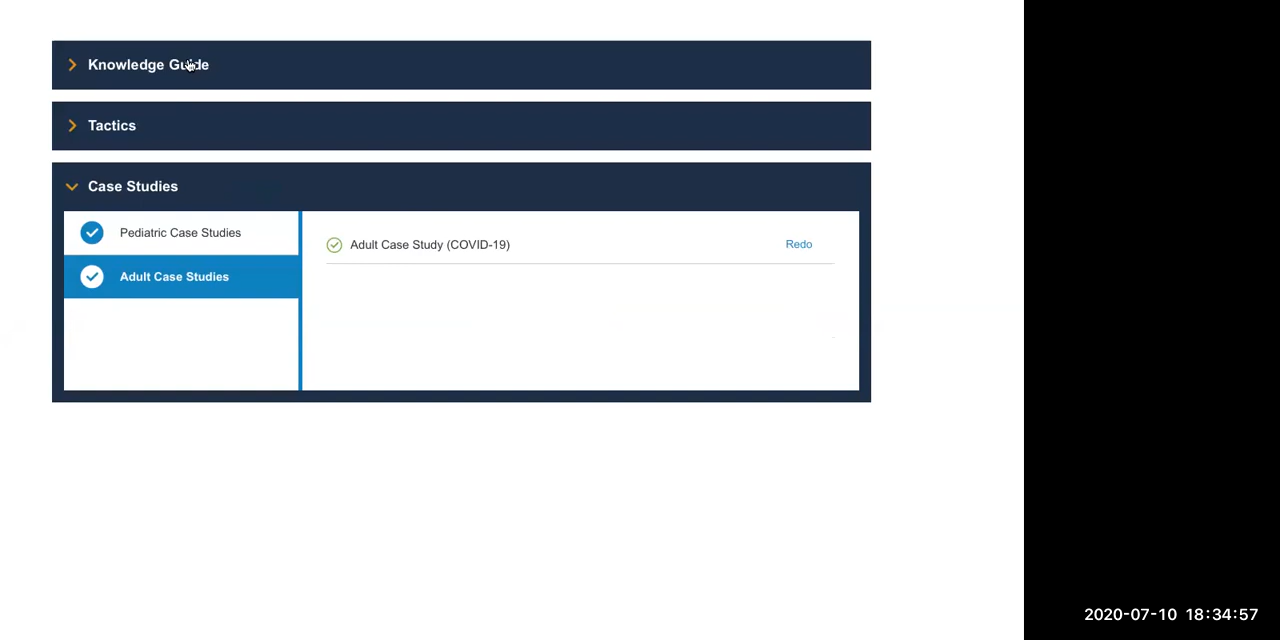 Knowledge Guide
Tactics
Case Studies
Pediatric Case Studies
Adult Case Study (COVID-19)
Redo
Adult Case Studies
2020-07-10 18:34:57